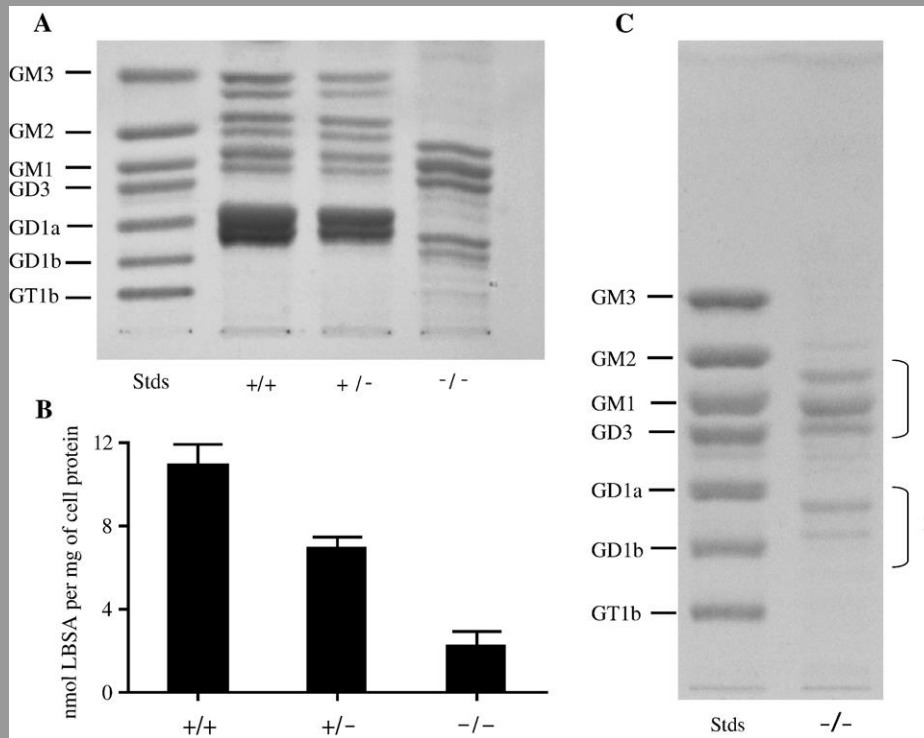 A
GM3
GM2
GM1
GD3
GD1a
GD1b
GT1b
Stds +/+ +/- -/-
B
nmol LBSA per mg of cell protein
12
8
4
0
+/+ +/− −/−
C
GM3
GM2
GM1
GD3
GD1a
GD1b
GT1b
Stds -/-